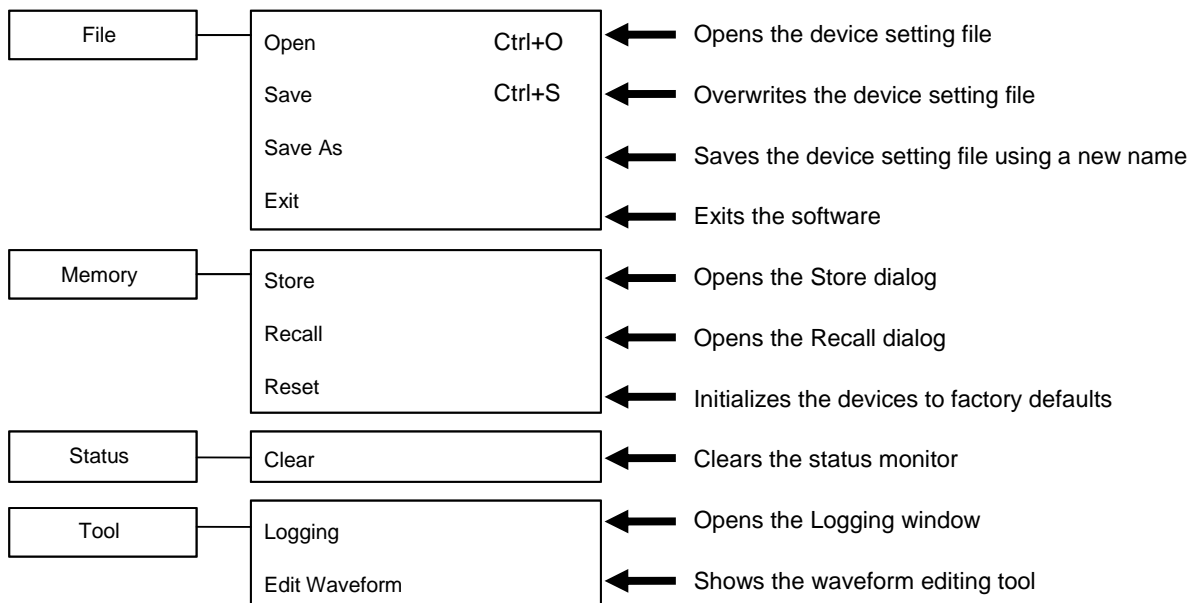 File
Open Ctrl+O Opens the device setting file
Save Ctrl+S Overwrites the device setting file
Save As Saves the device setting file using a new name
Exit Exits the software
Memory
Store Opens the Store dialog
Recall Opens the Recall dialog
Reset Initializes the devices to factory defaults
Status
Clear Clears the status monitor
Tool
Logging Opens the Logging window
Edit Waveform Shows the waveform editing tool